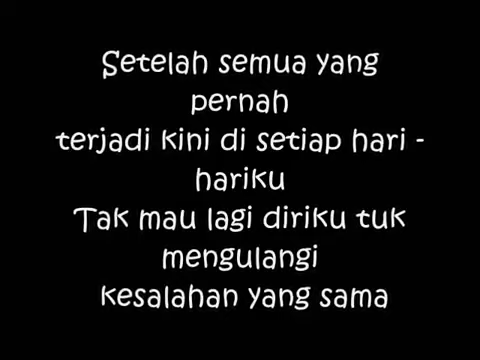 Setelah semua yang
pernah
terjadi kini di setiap hari -
hariku
Tak mau lagi diriku tuk
mengulangi
kesalahan yang sama